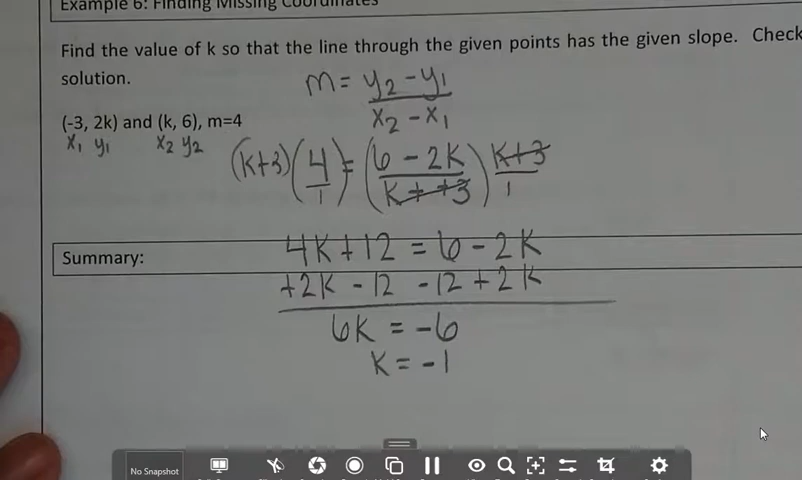 Example 6: Finding Missing Coordinates
Find the value of k so that the line through the given points has the given slope. Check
solution.
m = y₂ - y₁
x₂ - x₁
(-3, 2k) and (k, 6), m=4
x₁ y₁ x₂ y₂
(k+3)(4/1) = (6 - 2k / k + +3) k+3/1
4k + 12 = 6 - 2k
Summary:
+2k - 12 - 12 + 2k
6k = -6
k = -1
No Snapshot